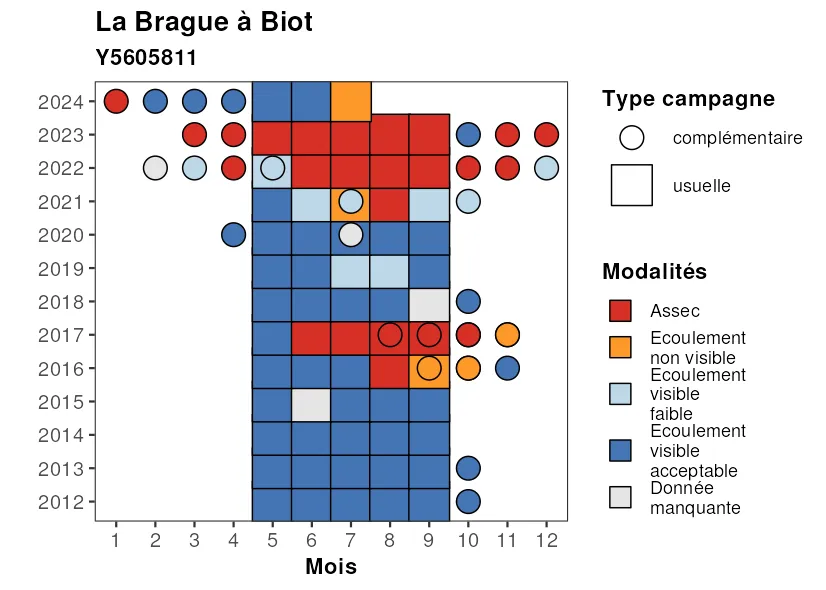 La Brague à Biot
Y5605811
2024
2023
2022
2021
2020
2019
2018
2017
2016
2015
2014
2013
2012
1 2 3 4 5 6 7 8 9 10 11 12
Mois
Type campagne
complémentaire
usuelle
Modalités
Assec
Ecoulement
non visible
Ecoulement
visible
faible
Ecoulement
visible
acceptable
Donnée
manquante